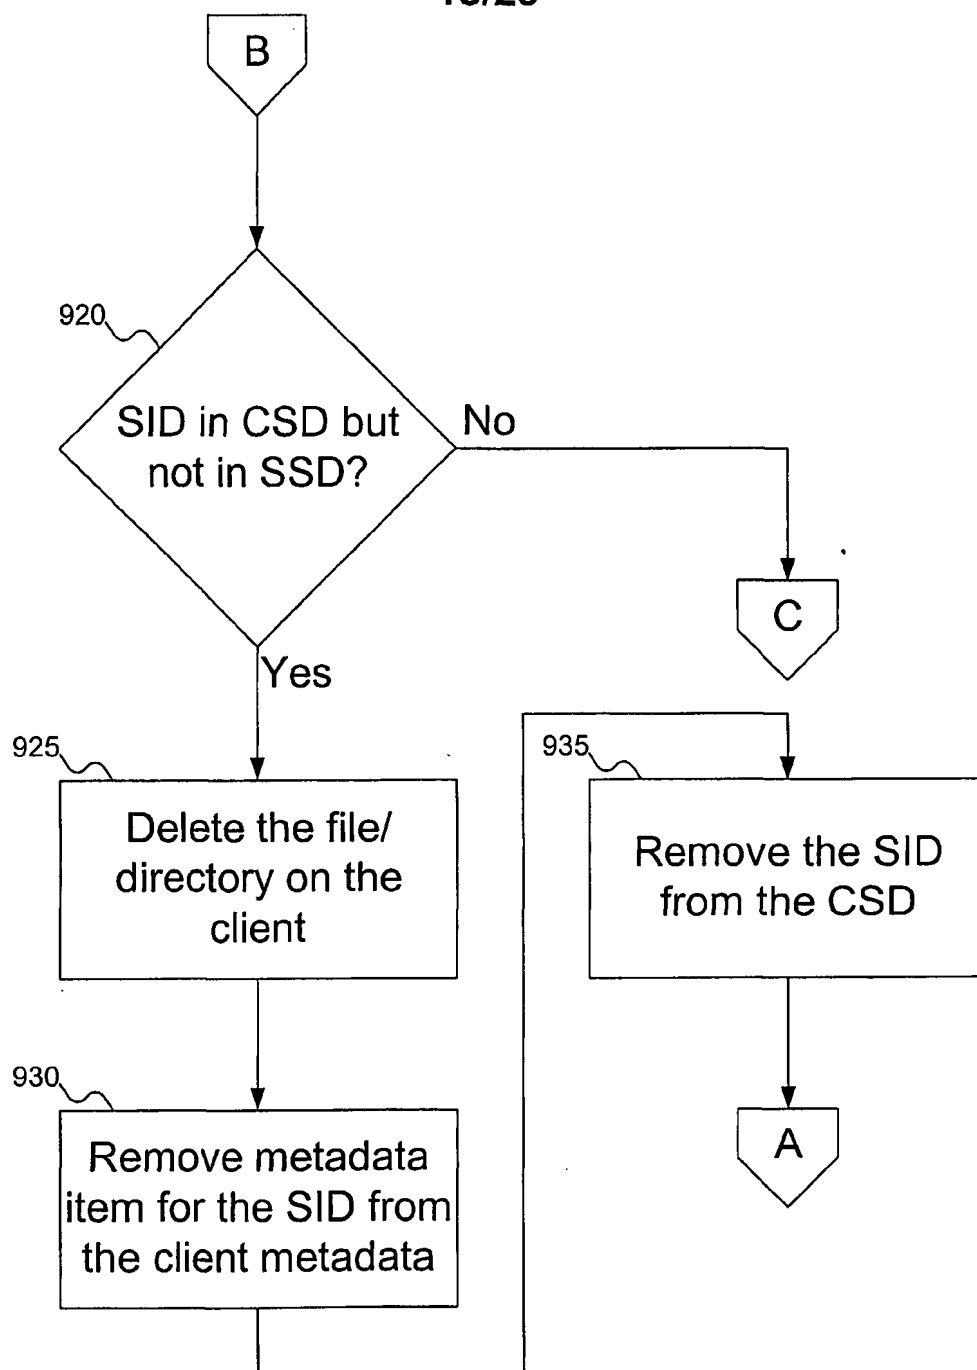 B
920
SID in CSD but
not in SSD?
No
C
Yes
925
Delete the file/
directory on the
client
935
Remove the SID
from the CSD
930
Remove metadata
item for the SID from
the client metadata
A